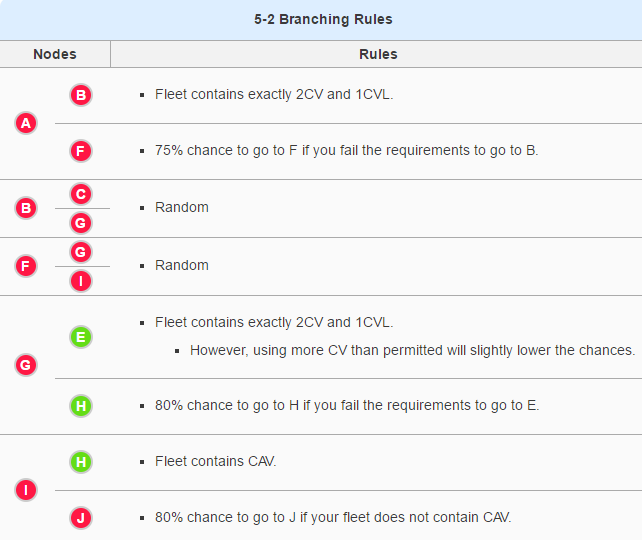 5-2 Branching Rules
Nodes Rules
B Fleet contains exactly 2CV and 1CVL.
A
F 75% chance to go to F if you fail the requirements to go to B.
C
B Random
G
G
F Random
I
Fleet contains exactly 2CV and 1CVL.
E
However, using more CV than permitted will slightly lower the chances.
G
H 80% chance to go to H if you fail the requirements to go to E.
H Fleet contains CAV.
I
J 80% chance to go to J if your fleet does not contain CAV.